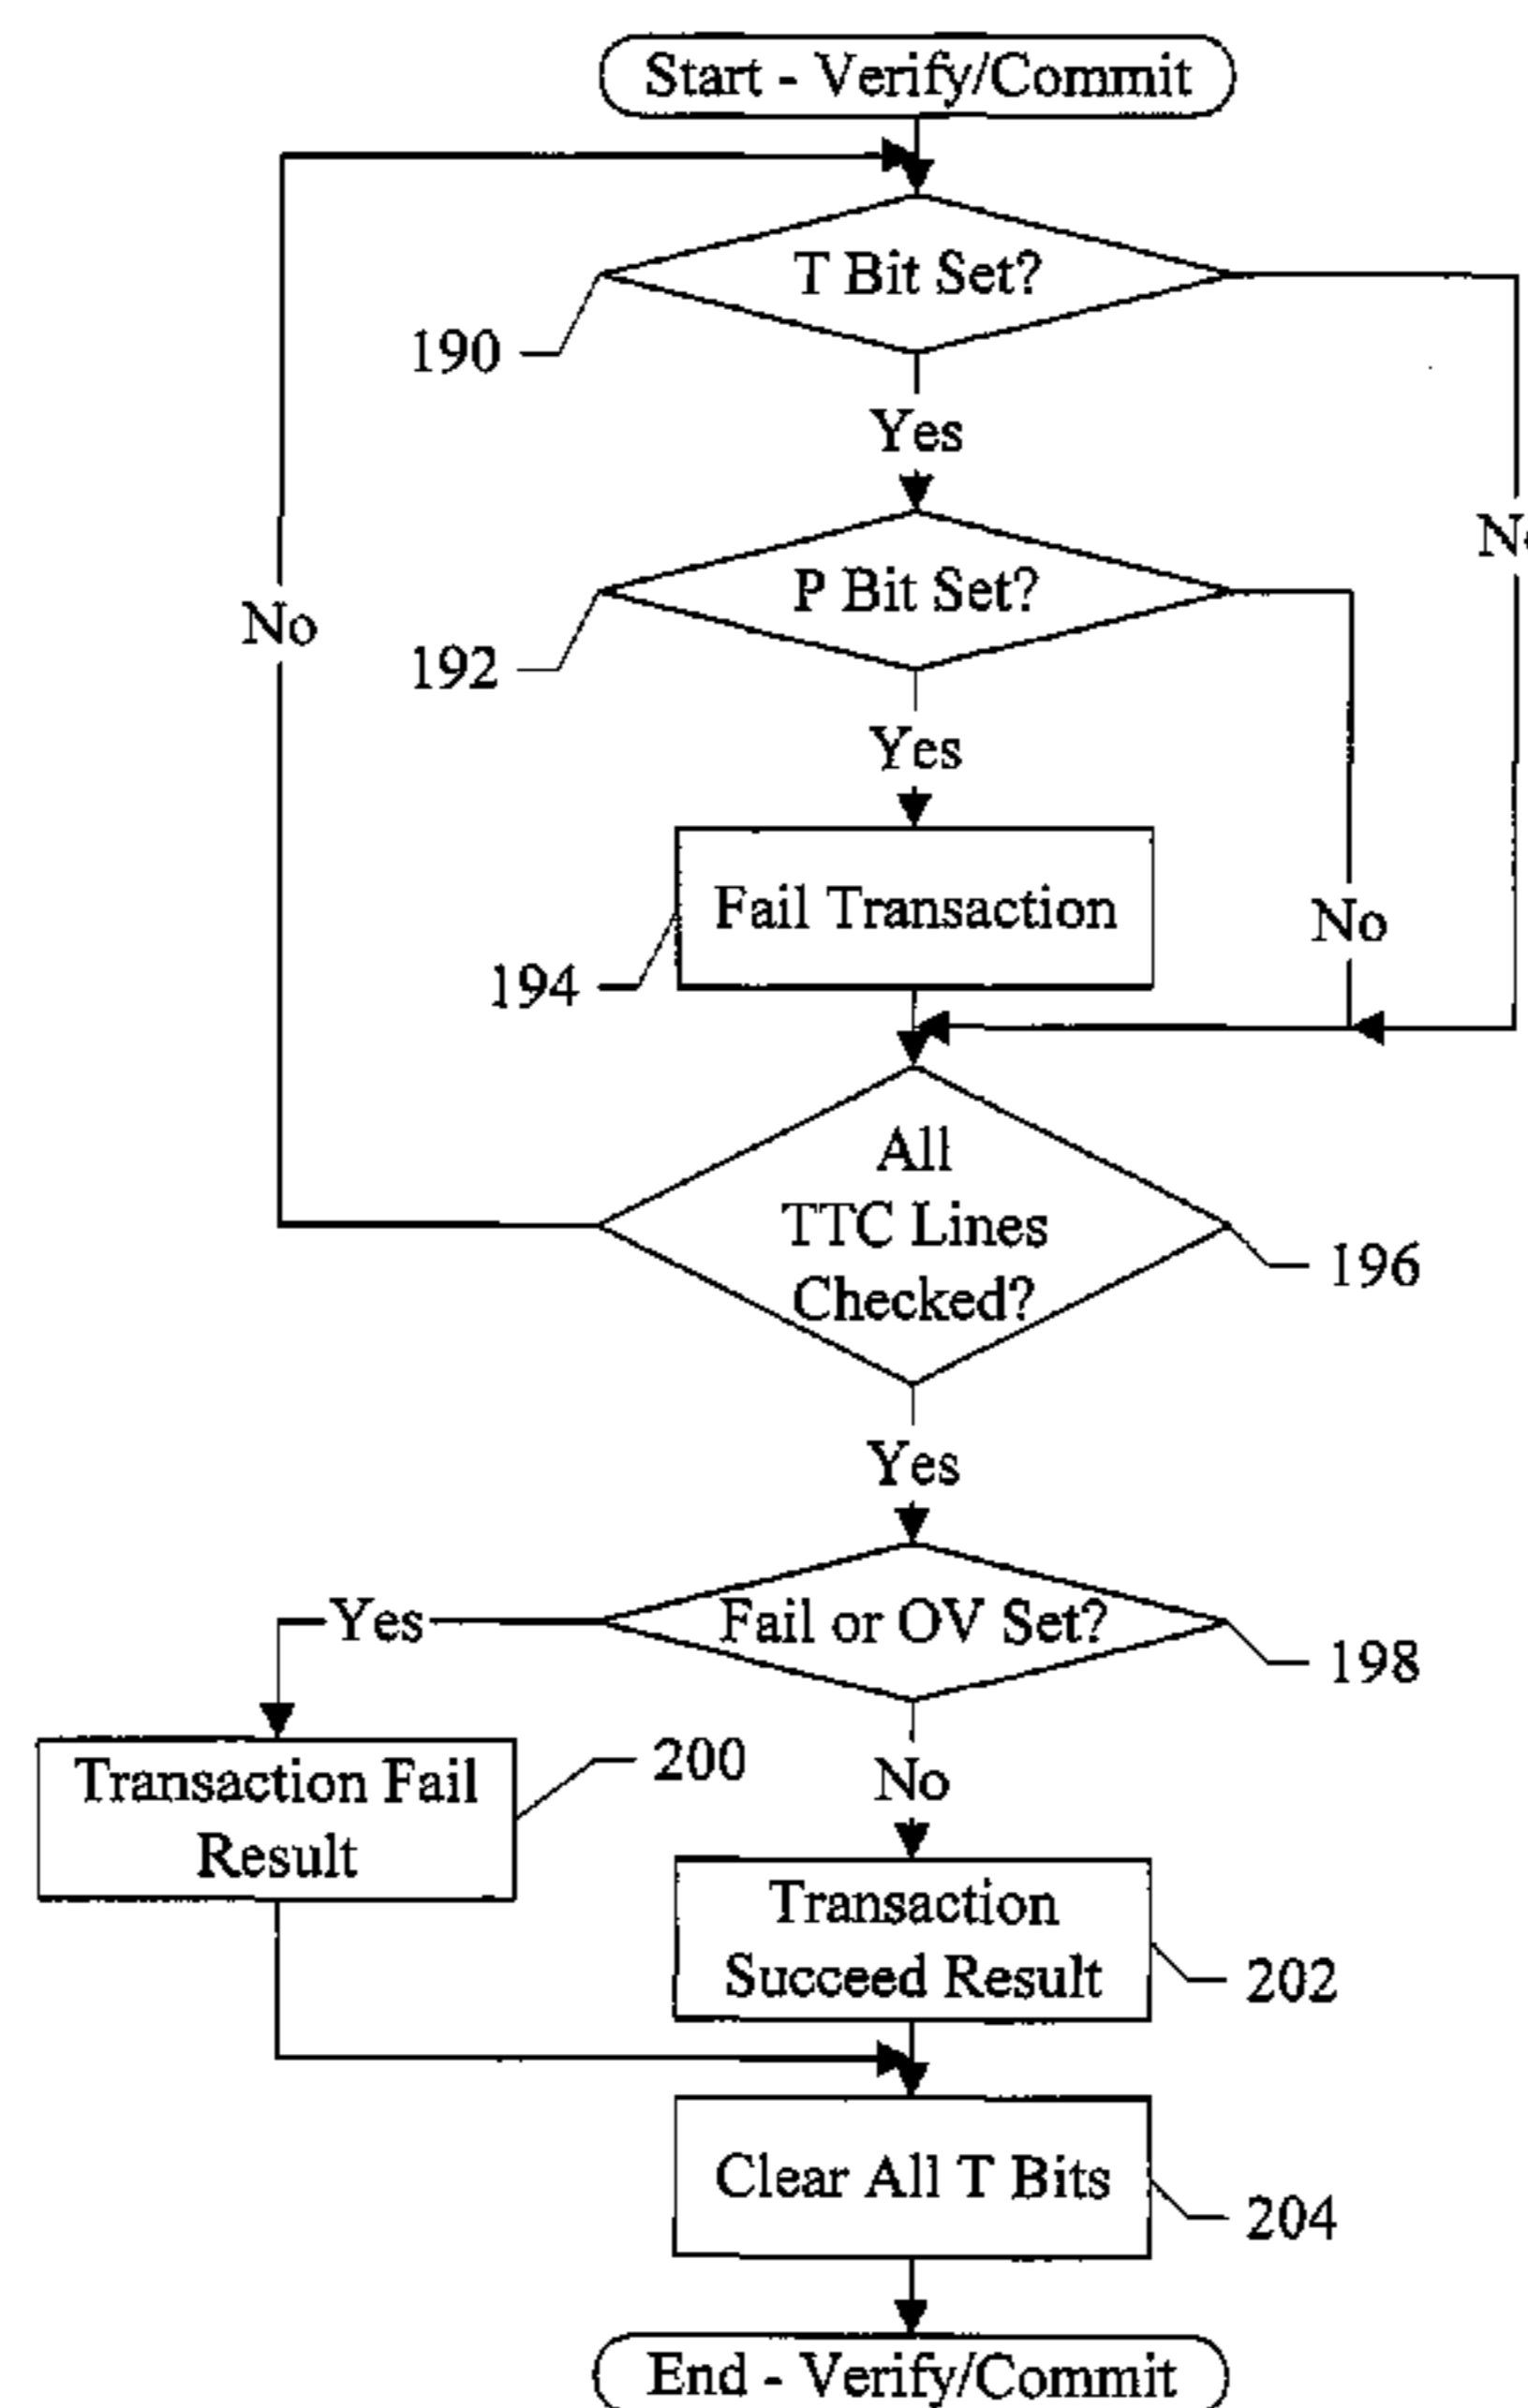 Start - Verify/Commit
T Bit Set?
190
Yes
No
P Bit Set?
No
192
Yes
Fail Transaction
No
194
All
TTC Lines
Checked?
196
Yes
Fail or OV Set?
Yes
198
200
Transaction Fail
Result
No
Transaction
Succeed Result
202
Clear All T Bits
204
End - Verify/Commit